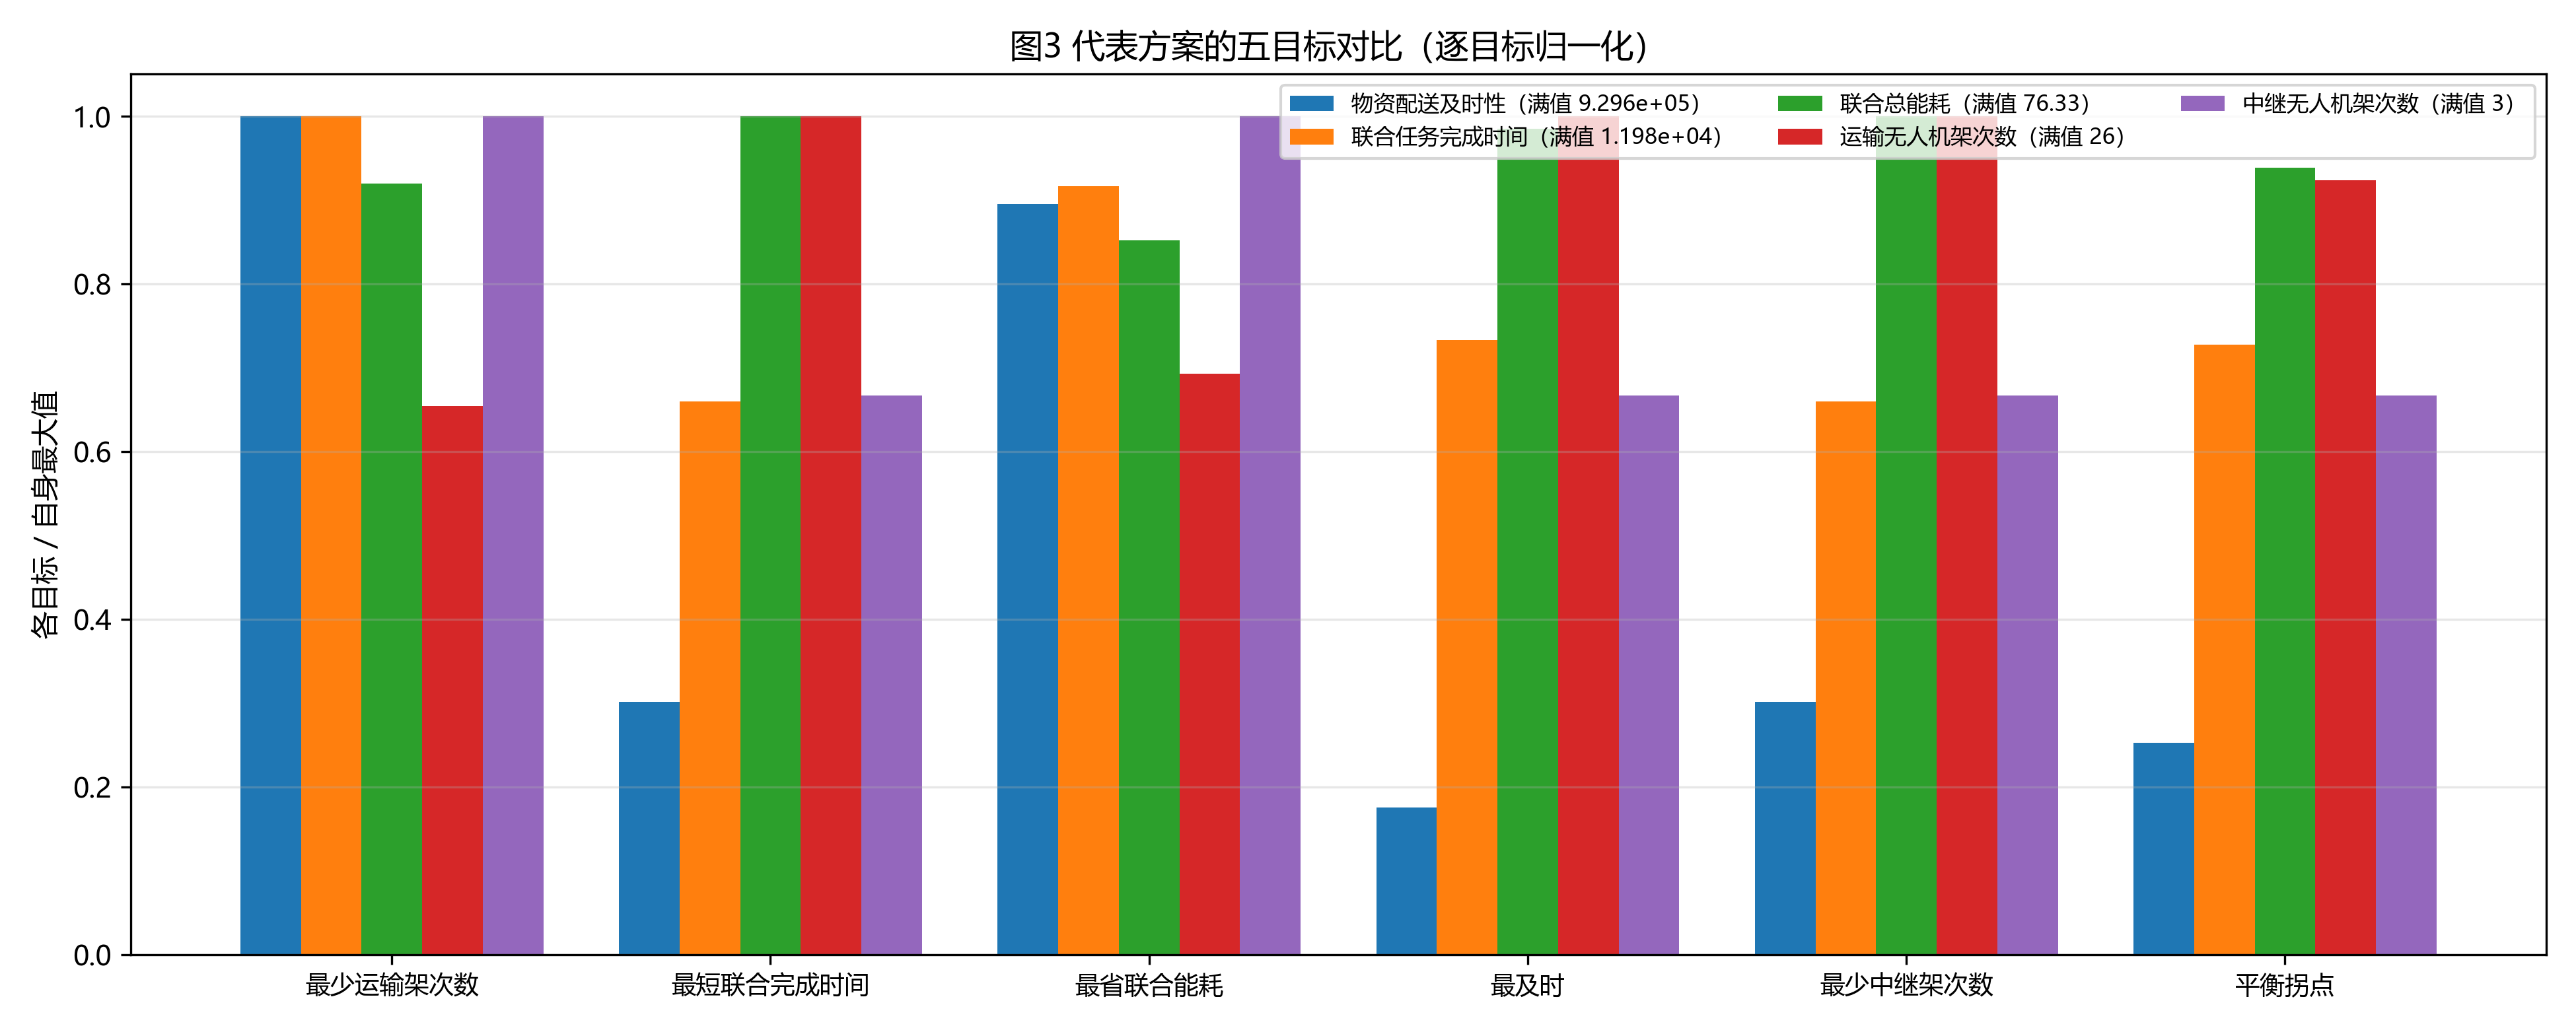 图3 代表方案的五目标对比（逐目标归一化）
物资配送及时性（满值 9.296e+05）
联合任务完成时间（满值 1.198e+04）
联合总能耗（满值 76.33）
运输无人机架次数（满值 26）
中继无人机架次数（满值 3）
各目标 / 自身最大值
1.0
0.8
0.6
0.4
0.2
0.0
最少运输架次数
最短联合完成时间
最省联合能耗
最及时
最少中继架次数
平衡拐点